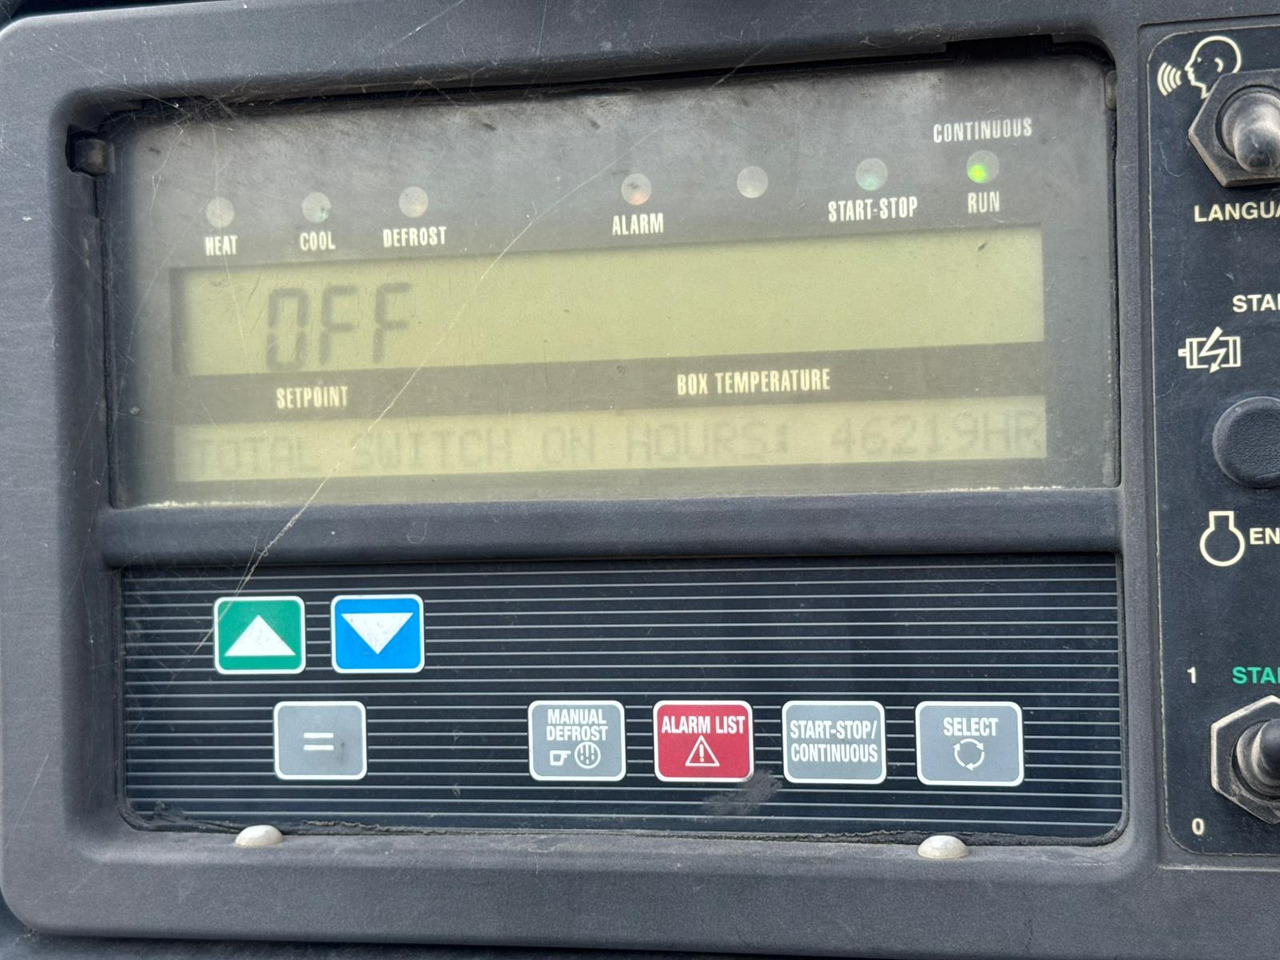 CONTINUOUS
HEAT COOL DEFROST ALARM START-STOP RUN
OFF
SETPOINT BOX TEMPERATURE
TOTAL SWITCH ON HOURS: 46219HR
MANUAL DEFROST
ALARM LIST
START-STOP/
CONTINUOUS
SELECT
=
LANGUA
STA
EN
1 STA
0